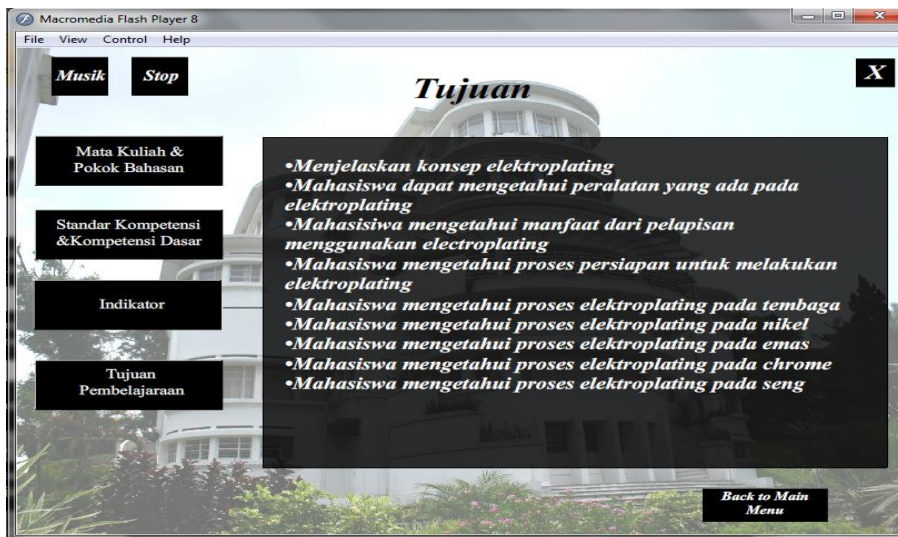 Macromedia Flash Player 8
File View Control Help
Musik
Stop
Tujuan
X
Mata Kuliah &
Pokok Bahasan
Standar Kompetensi
&Kompetensi Dasar
Indikator
Tujuan
Pembelajaraan
•Menjelaskan konsep elektroplating
•Mahasiswa dapat mengetahui peralatan yang ada pada
elektroplating
•Mahasisiwa mengetahui manfaat dari pelapisan
menggunakan electroplating
•Mahasiswa mengetahui proses persiapan untuk melakukan
elektroplating
•Mahasiswa mengetahui proses elektroplating pada tembaga
•Mahasiswa mengetahui proses elektroplating pada nikel
•Mahasiswa mengetahui proses elektroplating pada emas
•Mahasiswa mengetahui proses elektroplating pada chrome
•Mahasiswa mengetahui proses elektroplating pada seng
Back to Main
Menu